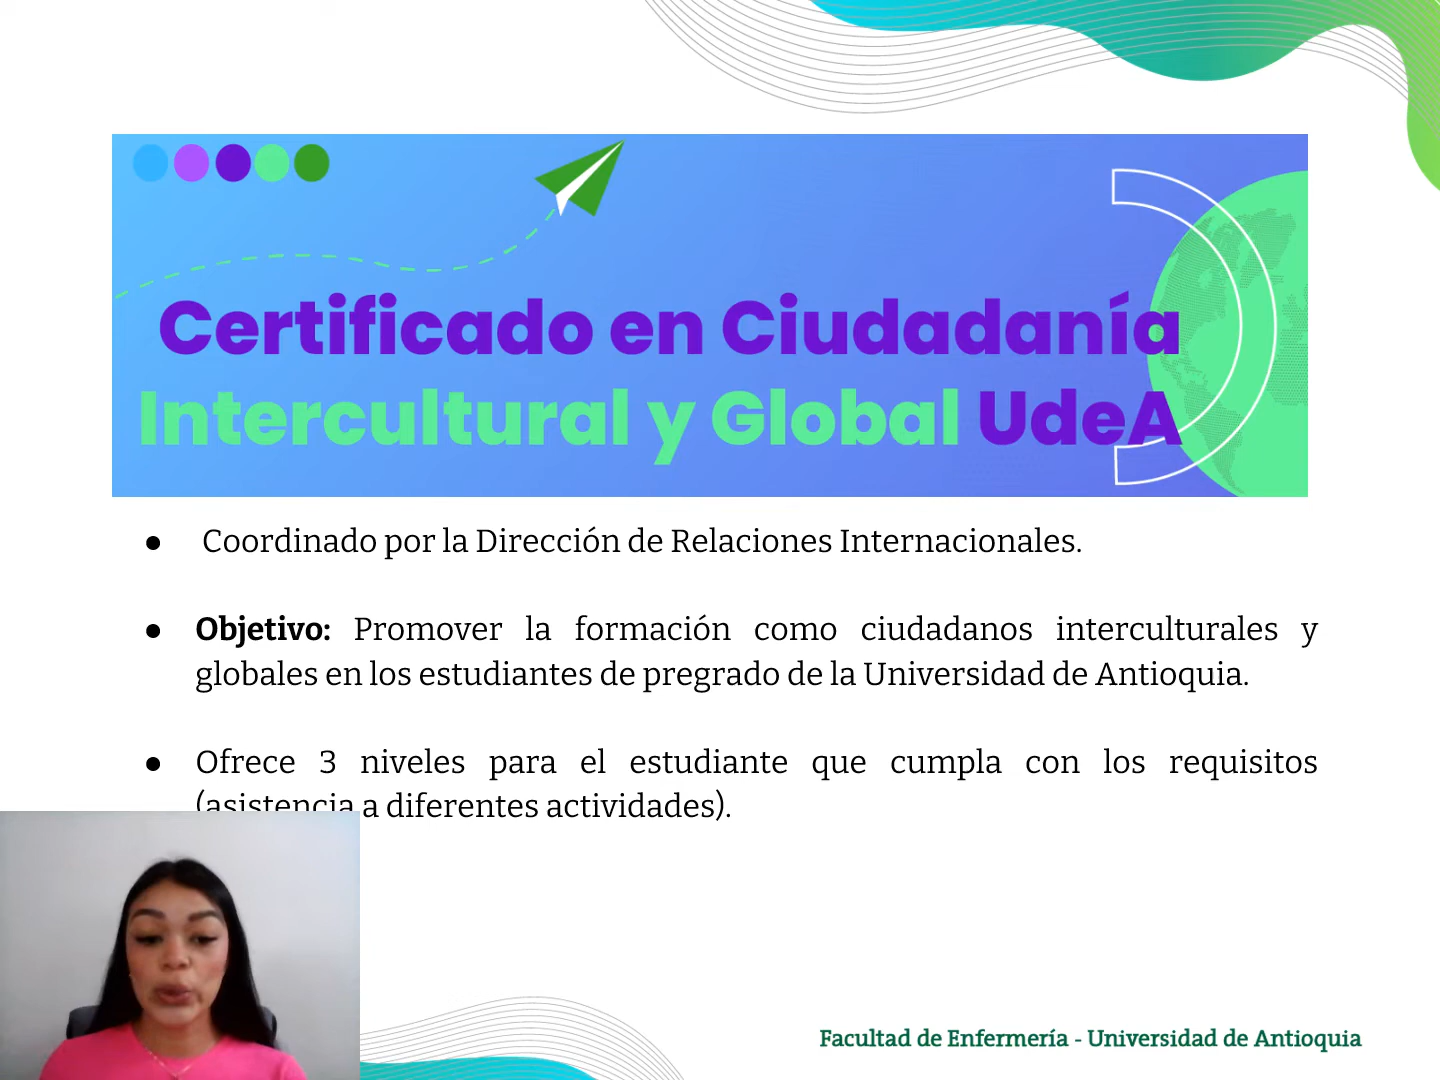 Certificado en Ciudadanía
Intercultural y Global UdeA
● Coordinado por la Dirección de Relaciones Internacionales.
● Objetivo: Promover la formación como ciudadanos interculturales y
globales en los estudiantes de pregrado de la Universidad de Antioquia.
● Ofrece 3 niveles para el estudiante que cumpla con los requisitos
(asistencia a diferentes actividades).
Facultad de Enfermería - Universidad de Antioquia